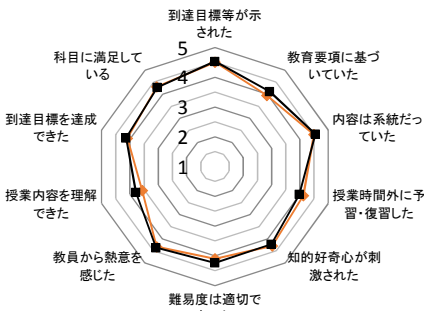 到達目標等が示
された
教育要項に基づ
いていた
内容は系統だっ
ていた
授業時間外に予
習・復習した
知的好奇心が刺
激された
難易度は適切で
教員から熱意を
感じた
授業内容を理解
できた
到達目標を達成
できた
科目に満足して
いる
5
4
3
2
1